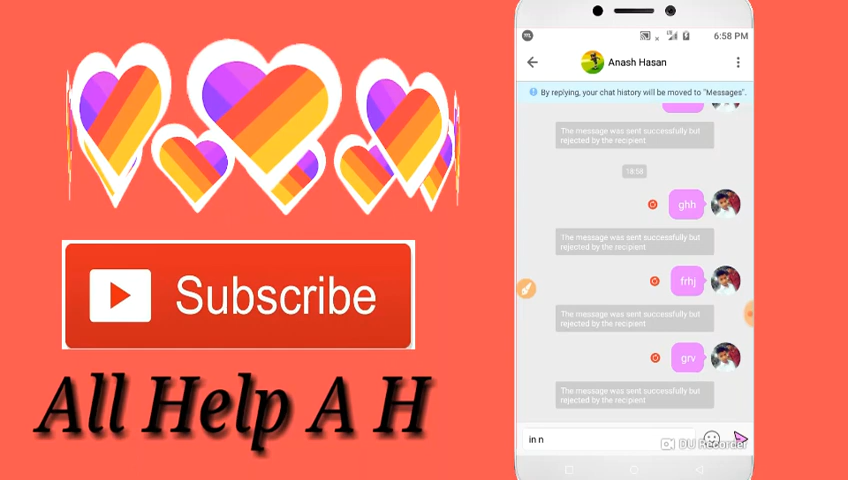 6:58 PM
Anash Hasan
By replying, your chat history will be moved to "Messages".
The message was sent successfully but
rejected by the recipient
18:58
ghh
The message was sent successfully but
rejected by the recipient
frhj
The message was sent successfully but
rejected by the recipient
grv
The message was sent successfully but
rejected by the recipient
in n
DU Recorder
Subscribe
All Help A H